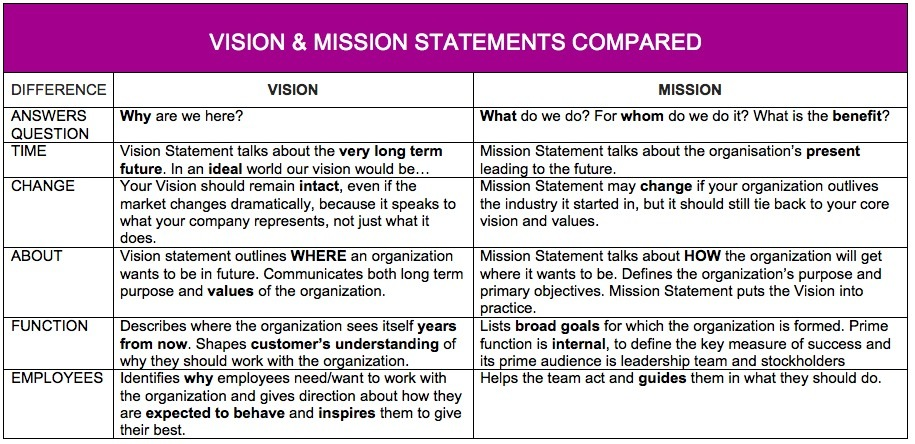 VISION & MISSION STATEMENTS COMPARED
DIFFERENCE
VISION
MISSION
ANSWERS
QUESTION
Why are we here?
What do we do? For whom do we do it? What is the benefit?
TIME
Vision Statement talks about the very long term
future. In an ideal world our vision would be…
Mission Statement talks about the organisation’s present
leading to the future.
CHANGE
Your Vision should remain intact, even if the
market changes dramatically, because it speaks to
what your company represents, not just what it
does.
Mission Statement may change if your organization outlives
the industry it started in, but it should still tie back to your core
vision and values.
ABOUT
Vision statement outlines WHERE an organization
wants to be in future. Communicates both long term
purpose and values of the organization.
Mission Statement talks about HOW the organization will get
where it wants to be. Defines the organization’s purpose and
primary objectives. Mission Statement puts the Vision into
practice.
FUNCTION
Describes where the organization sees itself years
from now. Shapes customer’s understanding of
why they should work with the organization.
Lists broad goals for which the organization is formed. Prime
function is internal, to define the key measure of success and
its prime audience is leadership team and stockholders
EMPLOYEES
Identifies why employees need/want to work with
the organization and gives direction about how they
are expected to behave and inspires them to give
their best.
Helps the team act and guides them in what they should do.